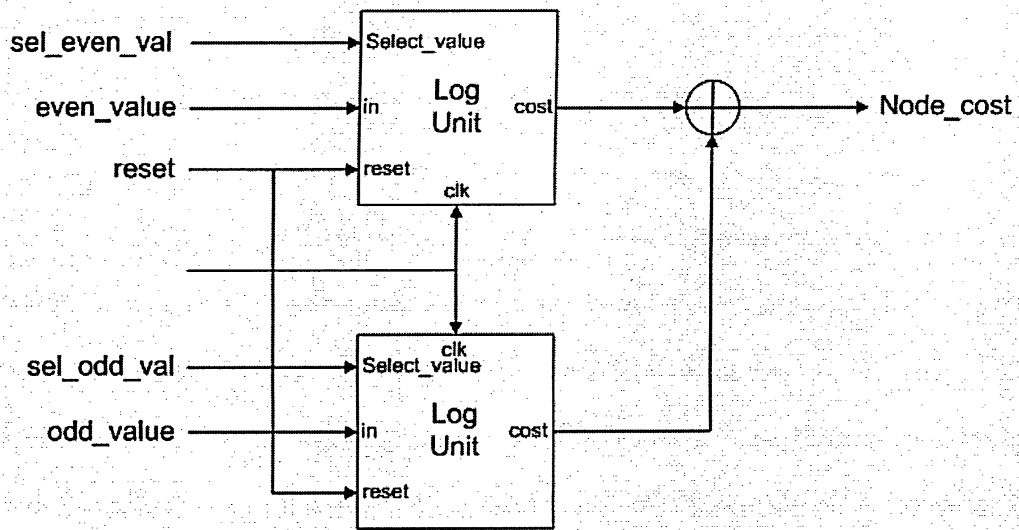 sel_even_val
Select_value
even_value
in
Log
Unit
cost
Node_cost
reset
reset
clk
clk
sel_odd_val
Select_value
odd_value
in
Log
Unit
cost
reset